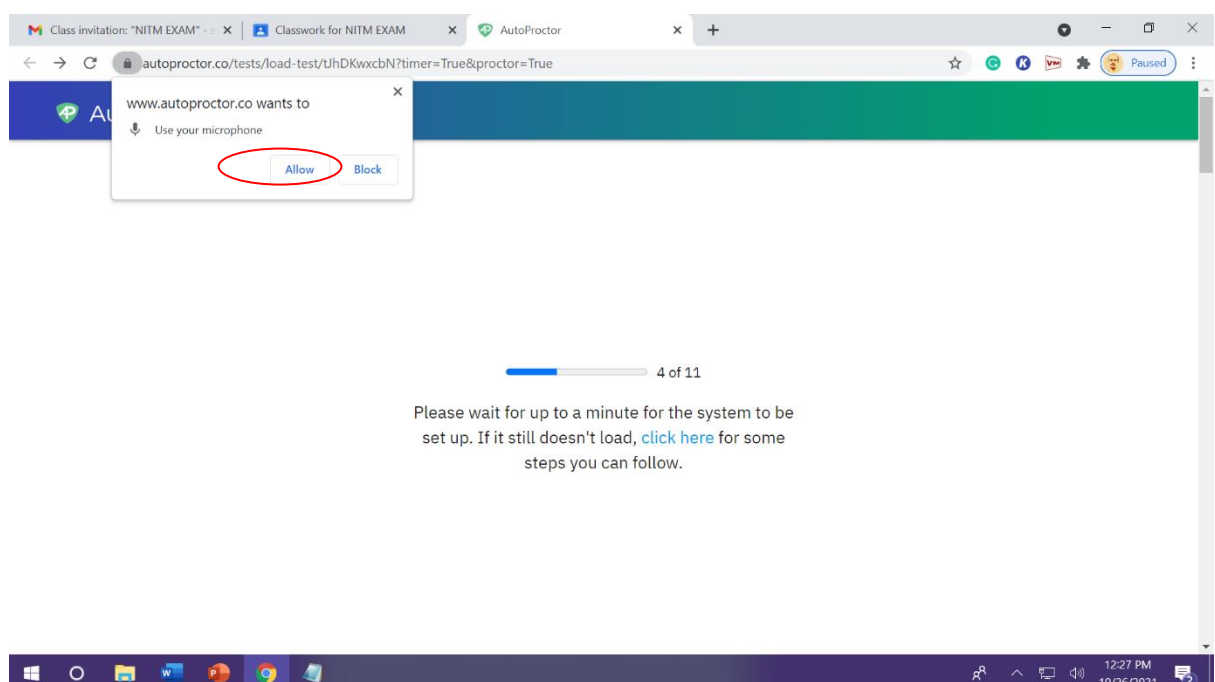 Class invitation: "NITM EXAM" - s
Classwork for NITM EXAM
AutoProctor
autoproctor.co/tests/load-test/tJhDKwxcbN?timer=True&proctor=True
Paused
www.autoproctor.co wants to
Use your microphone
Allow Block
4 of 11
Please wait for up to a minute for the system to be
set up. If it still doesn't load, click here for some
steps you can follow.
12:27 PM
10/26/2021